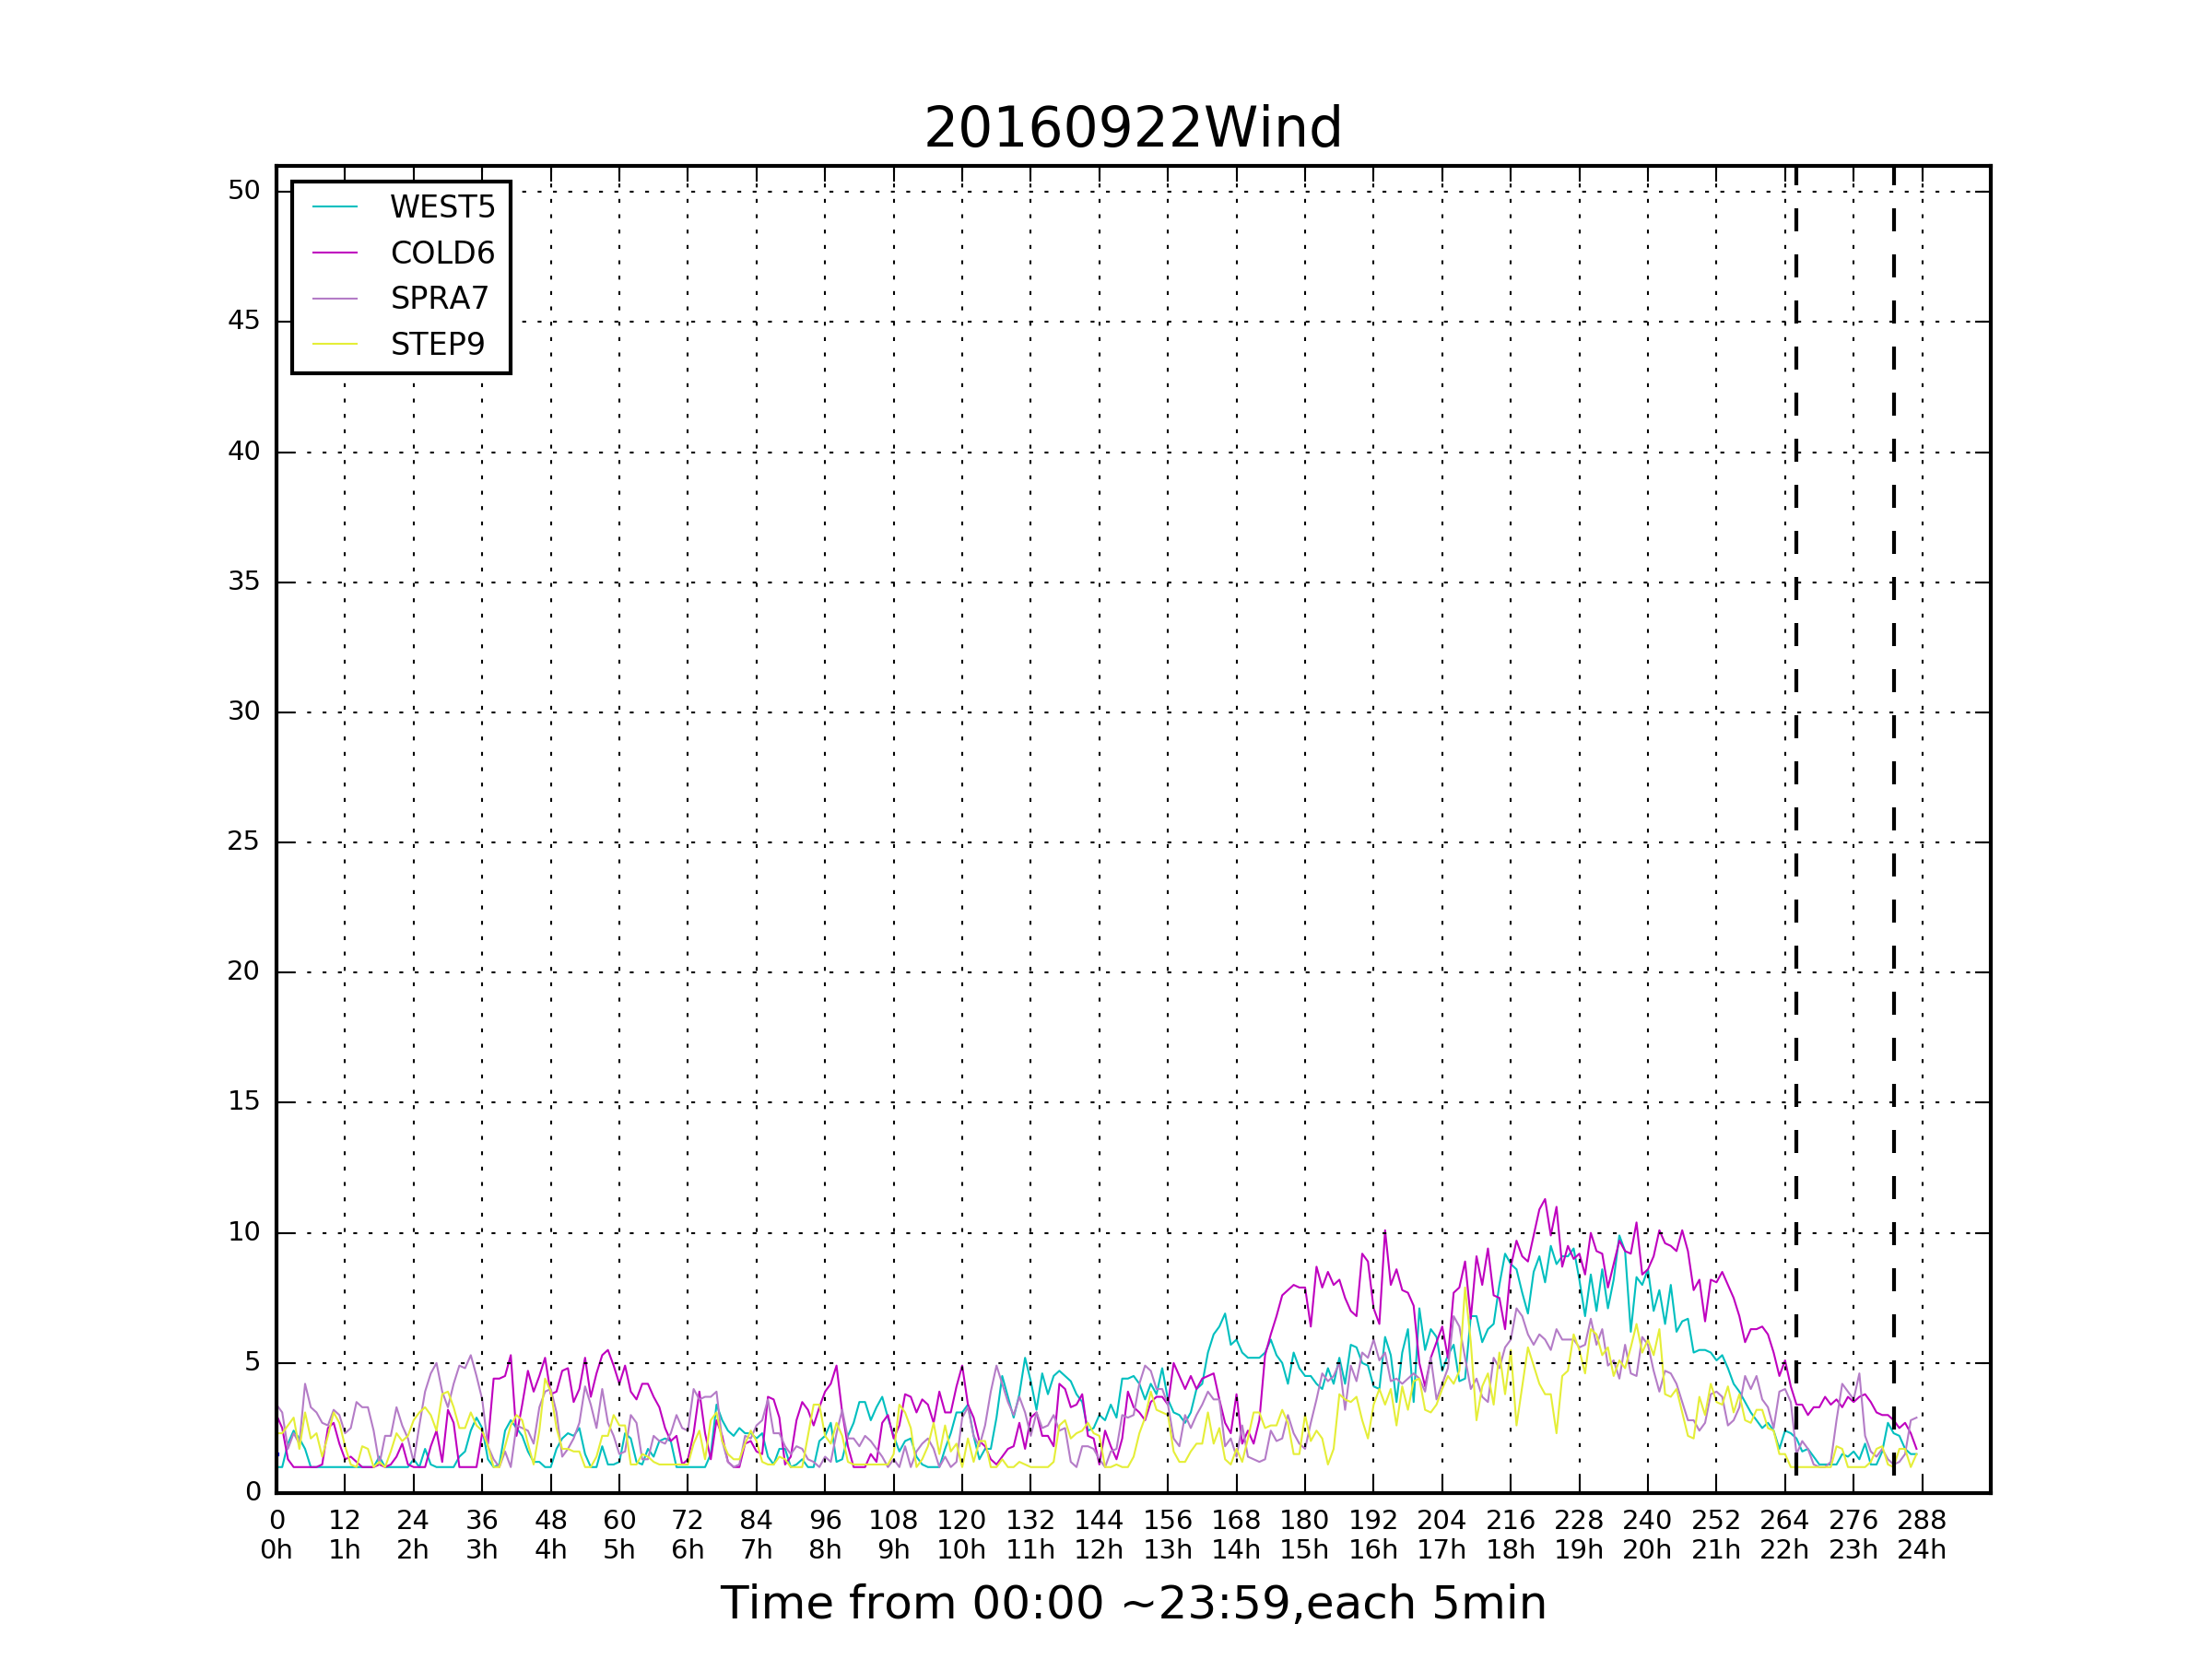 20160922Wind
50
45
40
35
30
25
20
15
10
5
0
WEST5
COLD6
SPRA7
STEP9
0 12 24 36 48 60 72 84 96 108 120 132 144 156 168 180 192 204 216 228 240 252 264 276 288
0h 1h 2h 3h 4h 5h 6h 7h 8h 9h 10h 11h 12h 13h 14h 15h 16h 17h 18h 19h 20h 21h 22h 23h 24h
Time from 00:00 ~23:59,each 5min